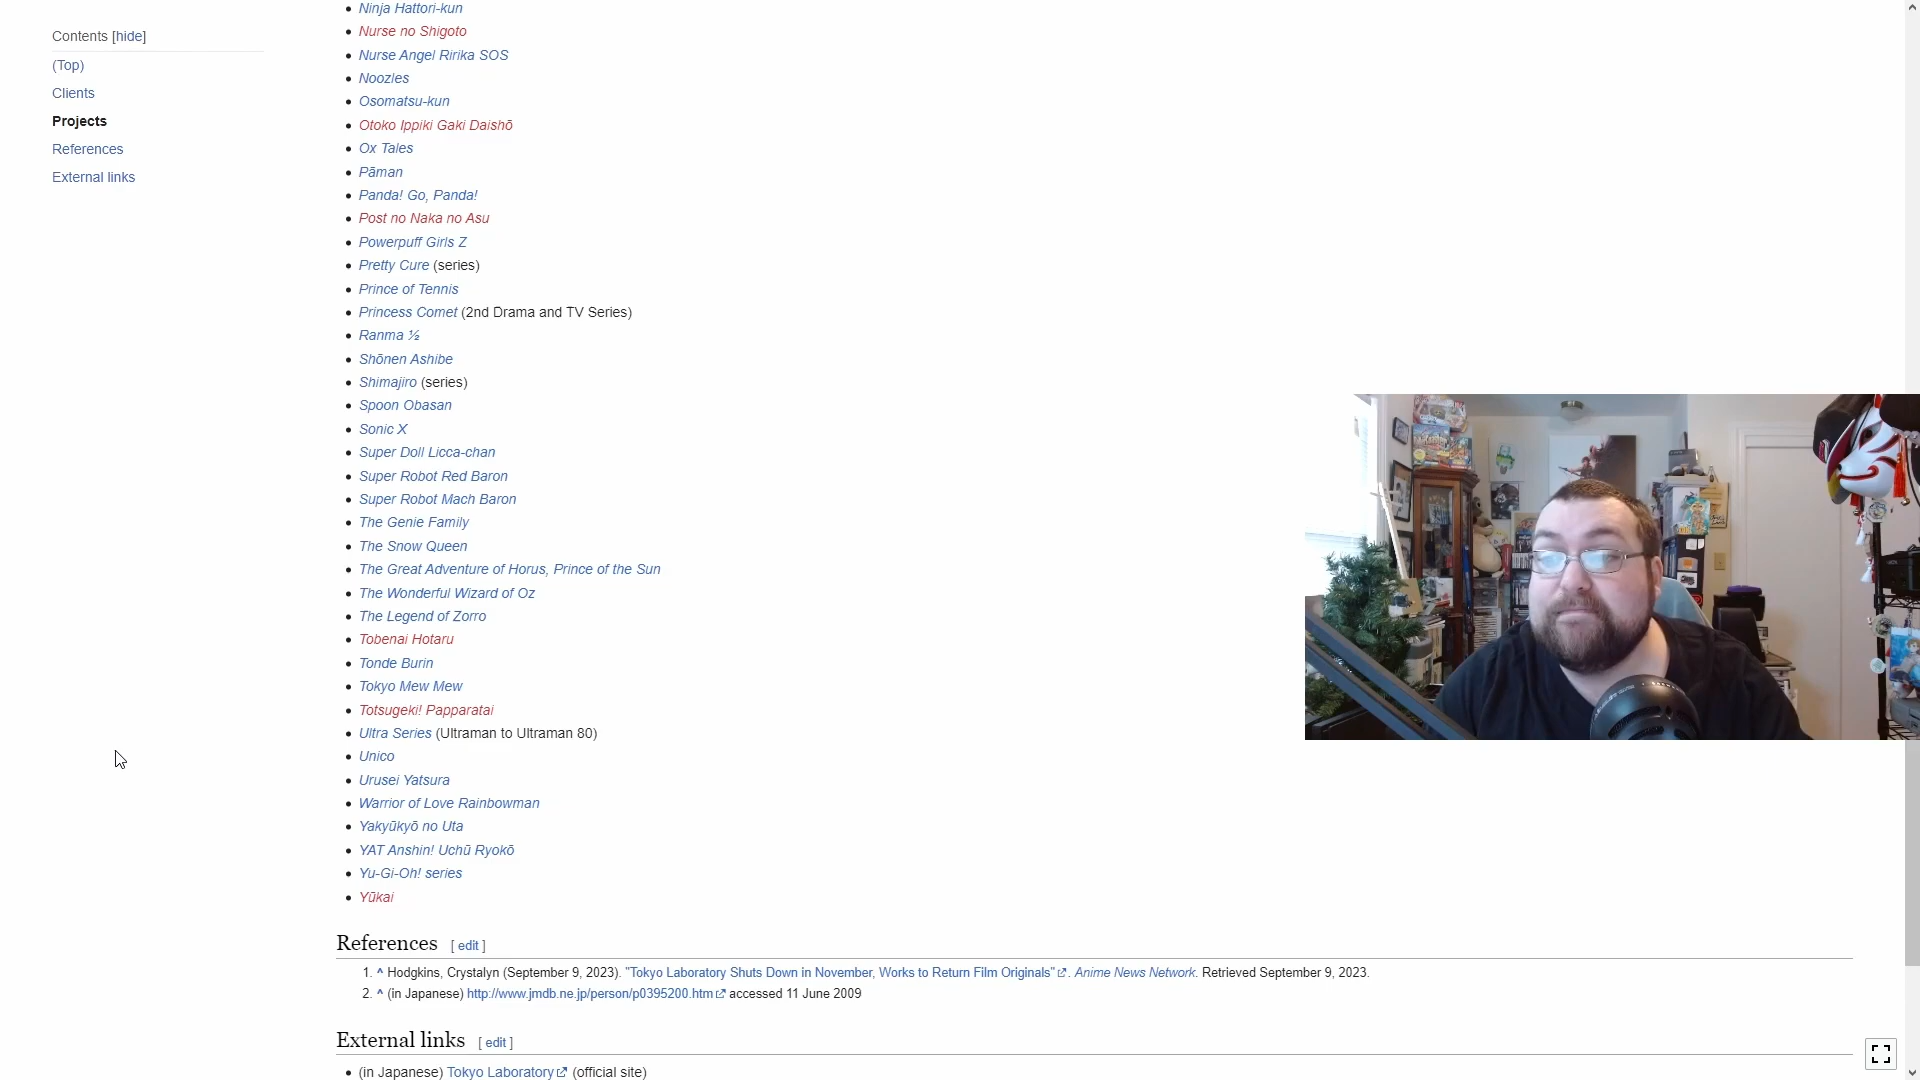 Contents [hide]
(Top)
Clients
Projects
References
External links
Ninja Hattori-kun
Nurse no Shigoto
Nurse Angel Ririka SOS
Noozles
Osomatsu-kun
Otoko Ippiki Gaki Daishō
Ox Tales
Pāman
Panda! Go, Panda!
Post no Naka no Asu
Powerpuff Girls Z
Pretty Cure (series)
Prince of Tennis
Princess Comet (2nd Drama and TV Series)
Ranma ½
Shōnen Ashibe
Shimajiro (series)
Spoon Obasan
Sonic X
Super Doll Licca-chan
Super Robot Red Baron
Super Robot Mach Baron
The Genie Family
The Snow Queen
The Great Adventure of Horus, Prince of the Sun
The Wonderful Wizard of Oz
The Legend of Zorro
Tobenai Hotaru
Tonde Burin
Tokyo Mew Mew
Totsugeki! Papparatai
Ultra Series (Ultraman to Ultraman 80)
Unico
Urusei Yatsura
Warrior of Love Rainbowman
Yakyūkyō no Uta
YAT Anshin! Uchū Ryokō
Yu-Gi-Oh! series
Yūkai
References [ edit ]
1. ^ Hodgkins, Crystalyn (September 9, 2023). "Tokyo Laboratory Shuts Down in November, Works to Return Film Originals". Anime News Network. Retrieved September 9, 2023.
2. ^ (in Japanese) http://www.jmdb.ne.jp/person/p0395200.htm accessed 11 June 2009
External links [ edit ]
(in Japanese) Tokyo Laboratory (official site)